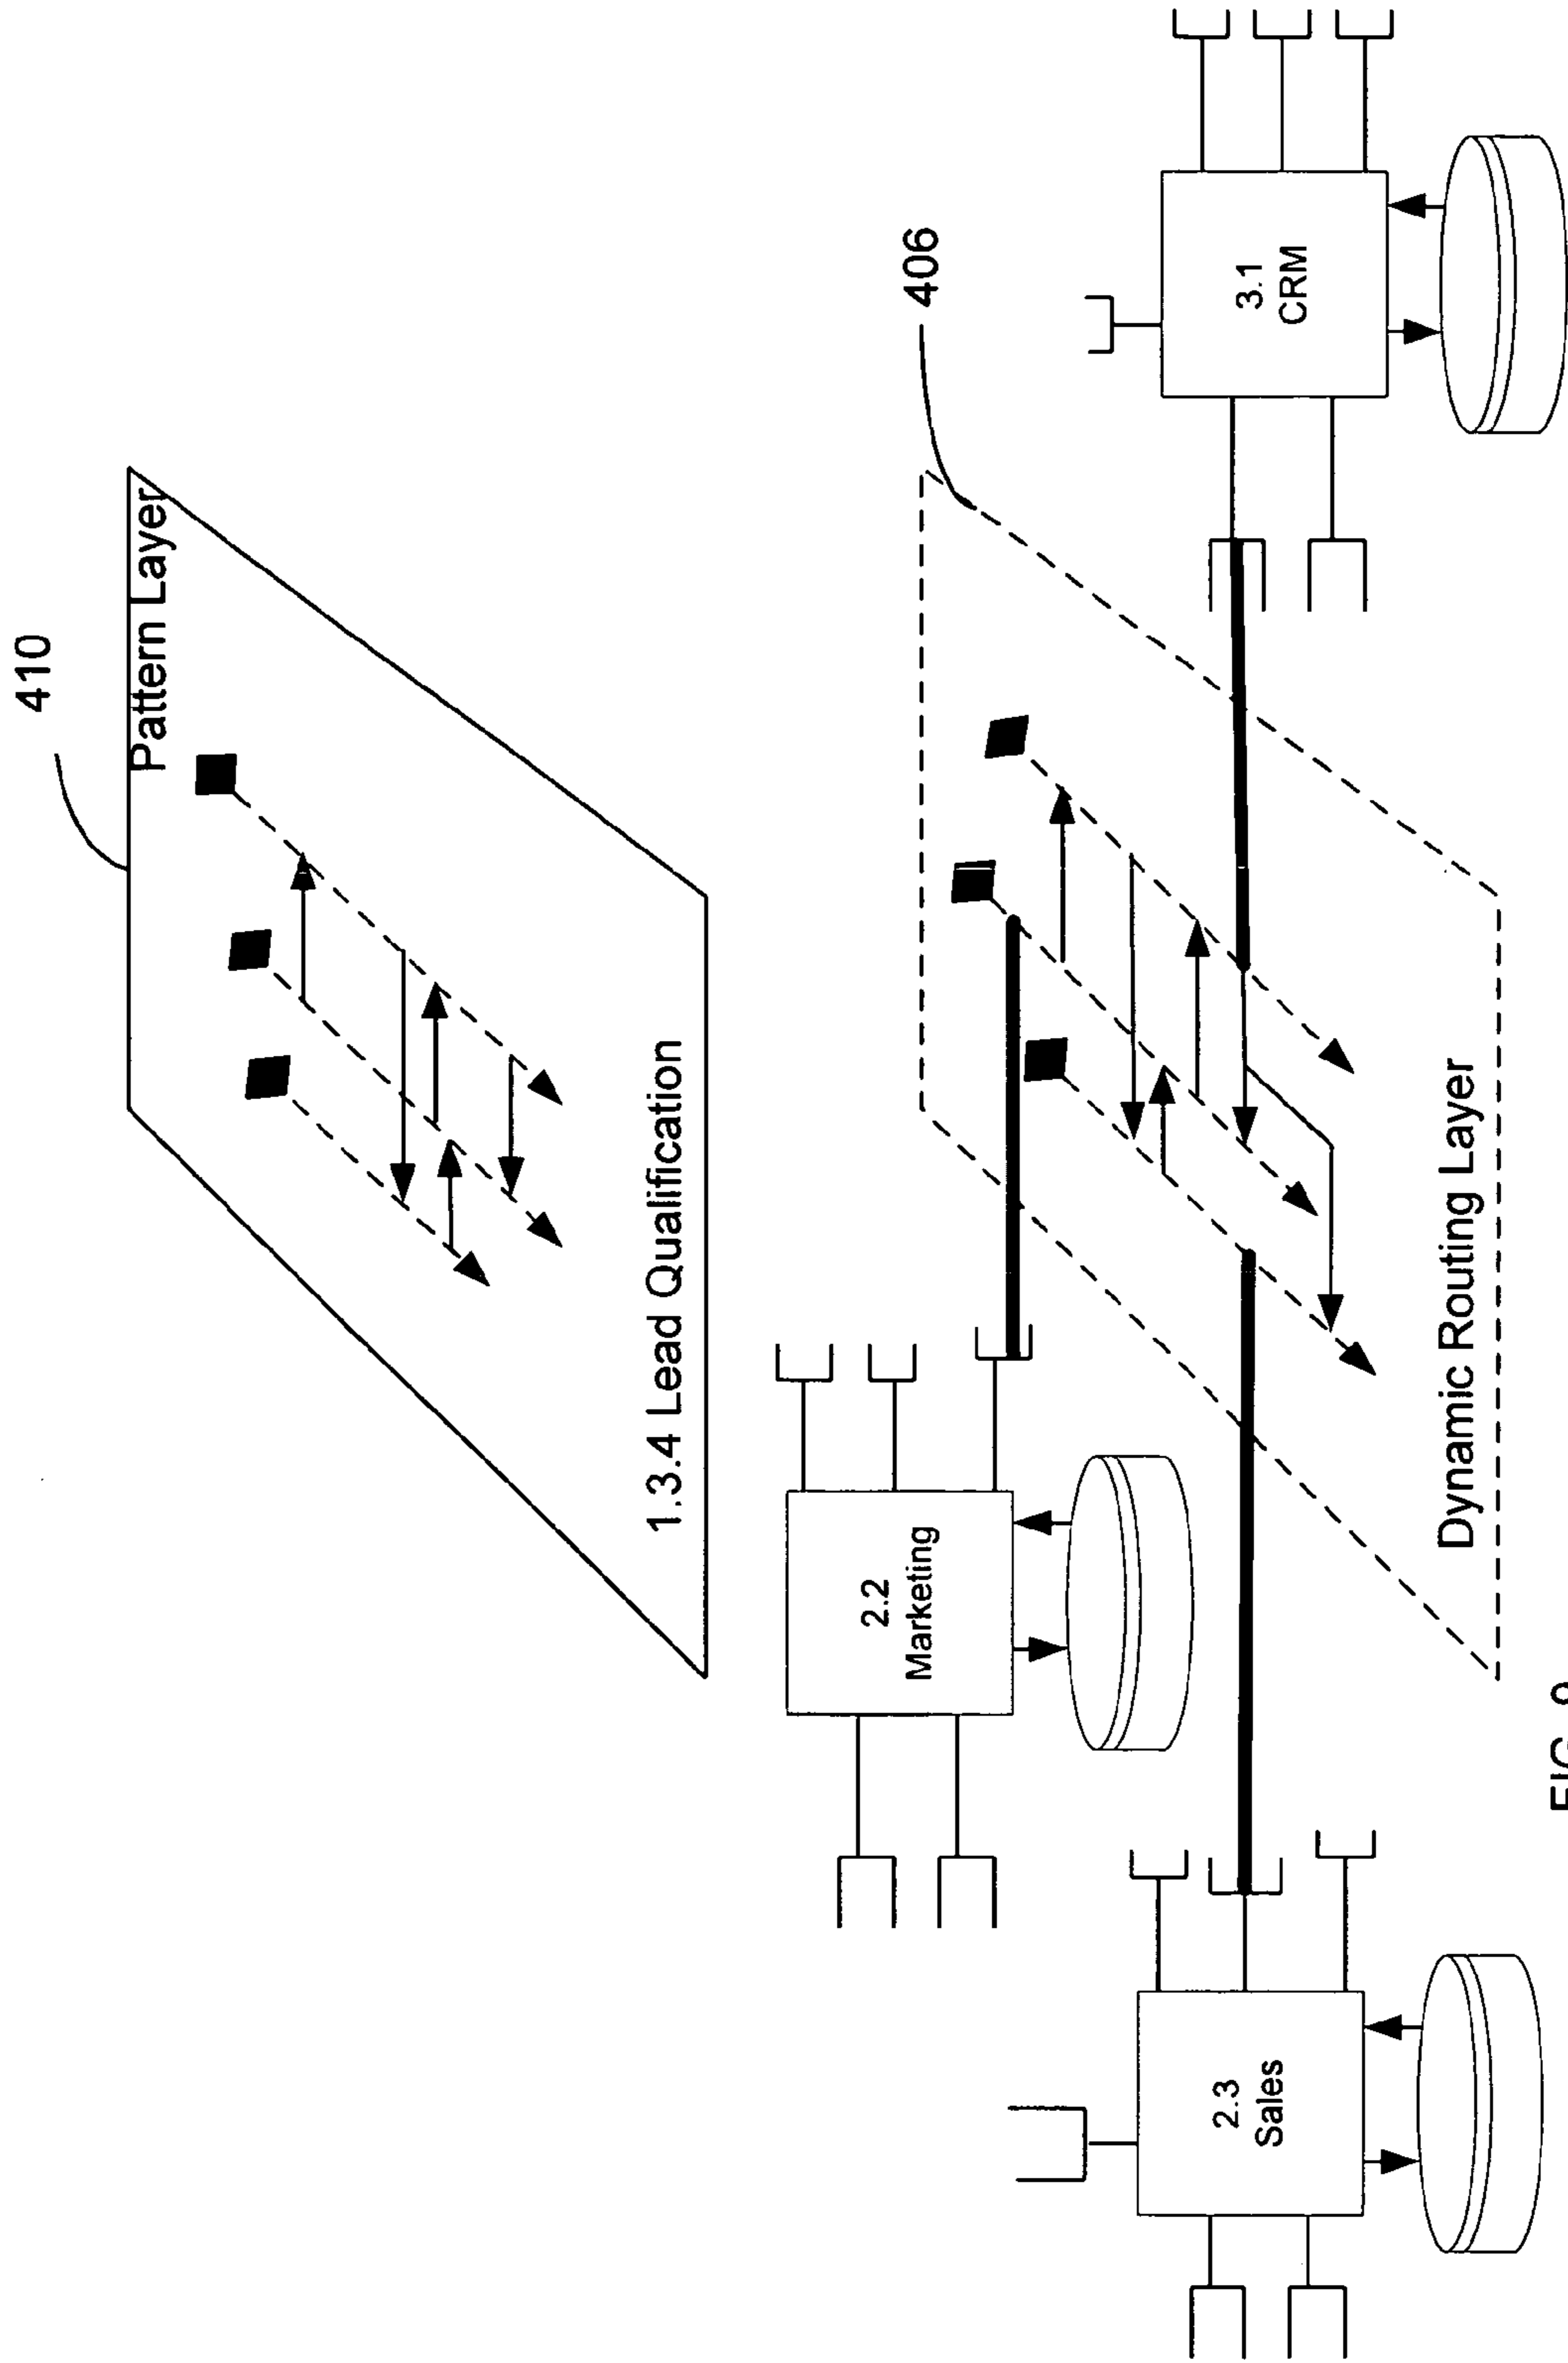 410
Pattern Layer
1.3.4 Lead Qualification
2.2
Marketing
406
2.3
Sales
3.1
CRM
Dynamic Routing Layer
FIG.